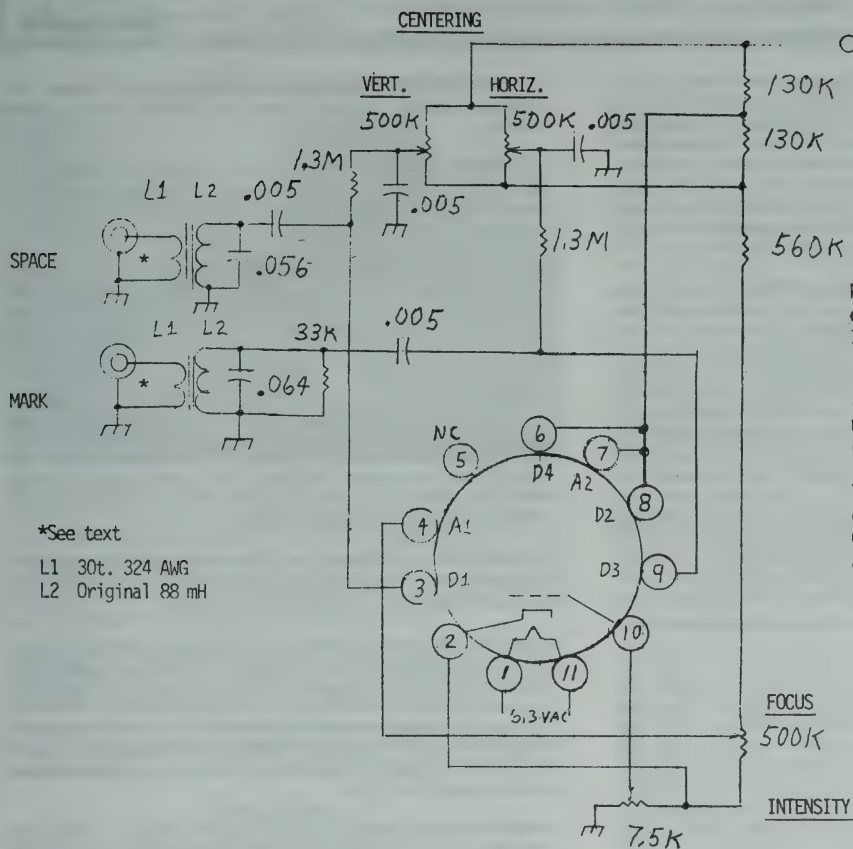 CENTERING
VERT. HORIZ.
500K 500K .005
130K
130K
1.3M
.005
L1 L2 .005
SPACE
*
.056
1.3M
560K
L1 L2 33K .005
MARK
*
.064
NC
5 6 7
D4 A2
8
D2
4 A1
D3 9
3 D1
2 10
1 11
*See text
L1 30t. 324 AWG
L2 Original 88 mH
FOCUS
500K
INTENSITY
7.5K